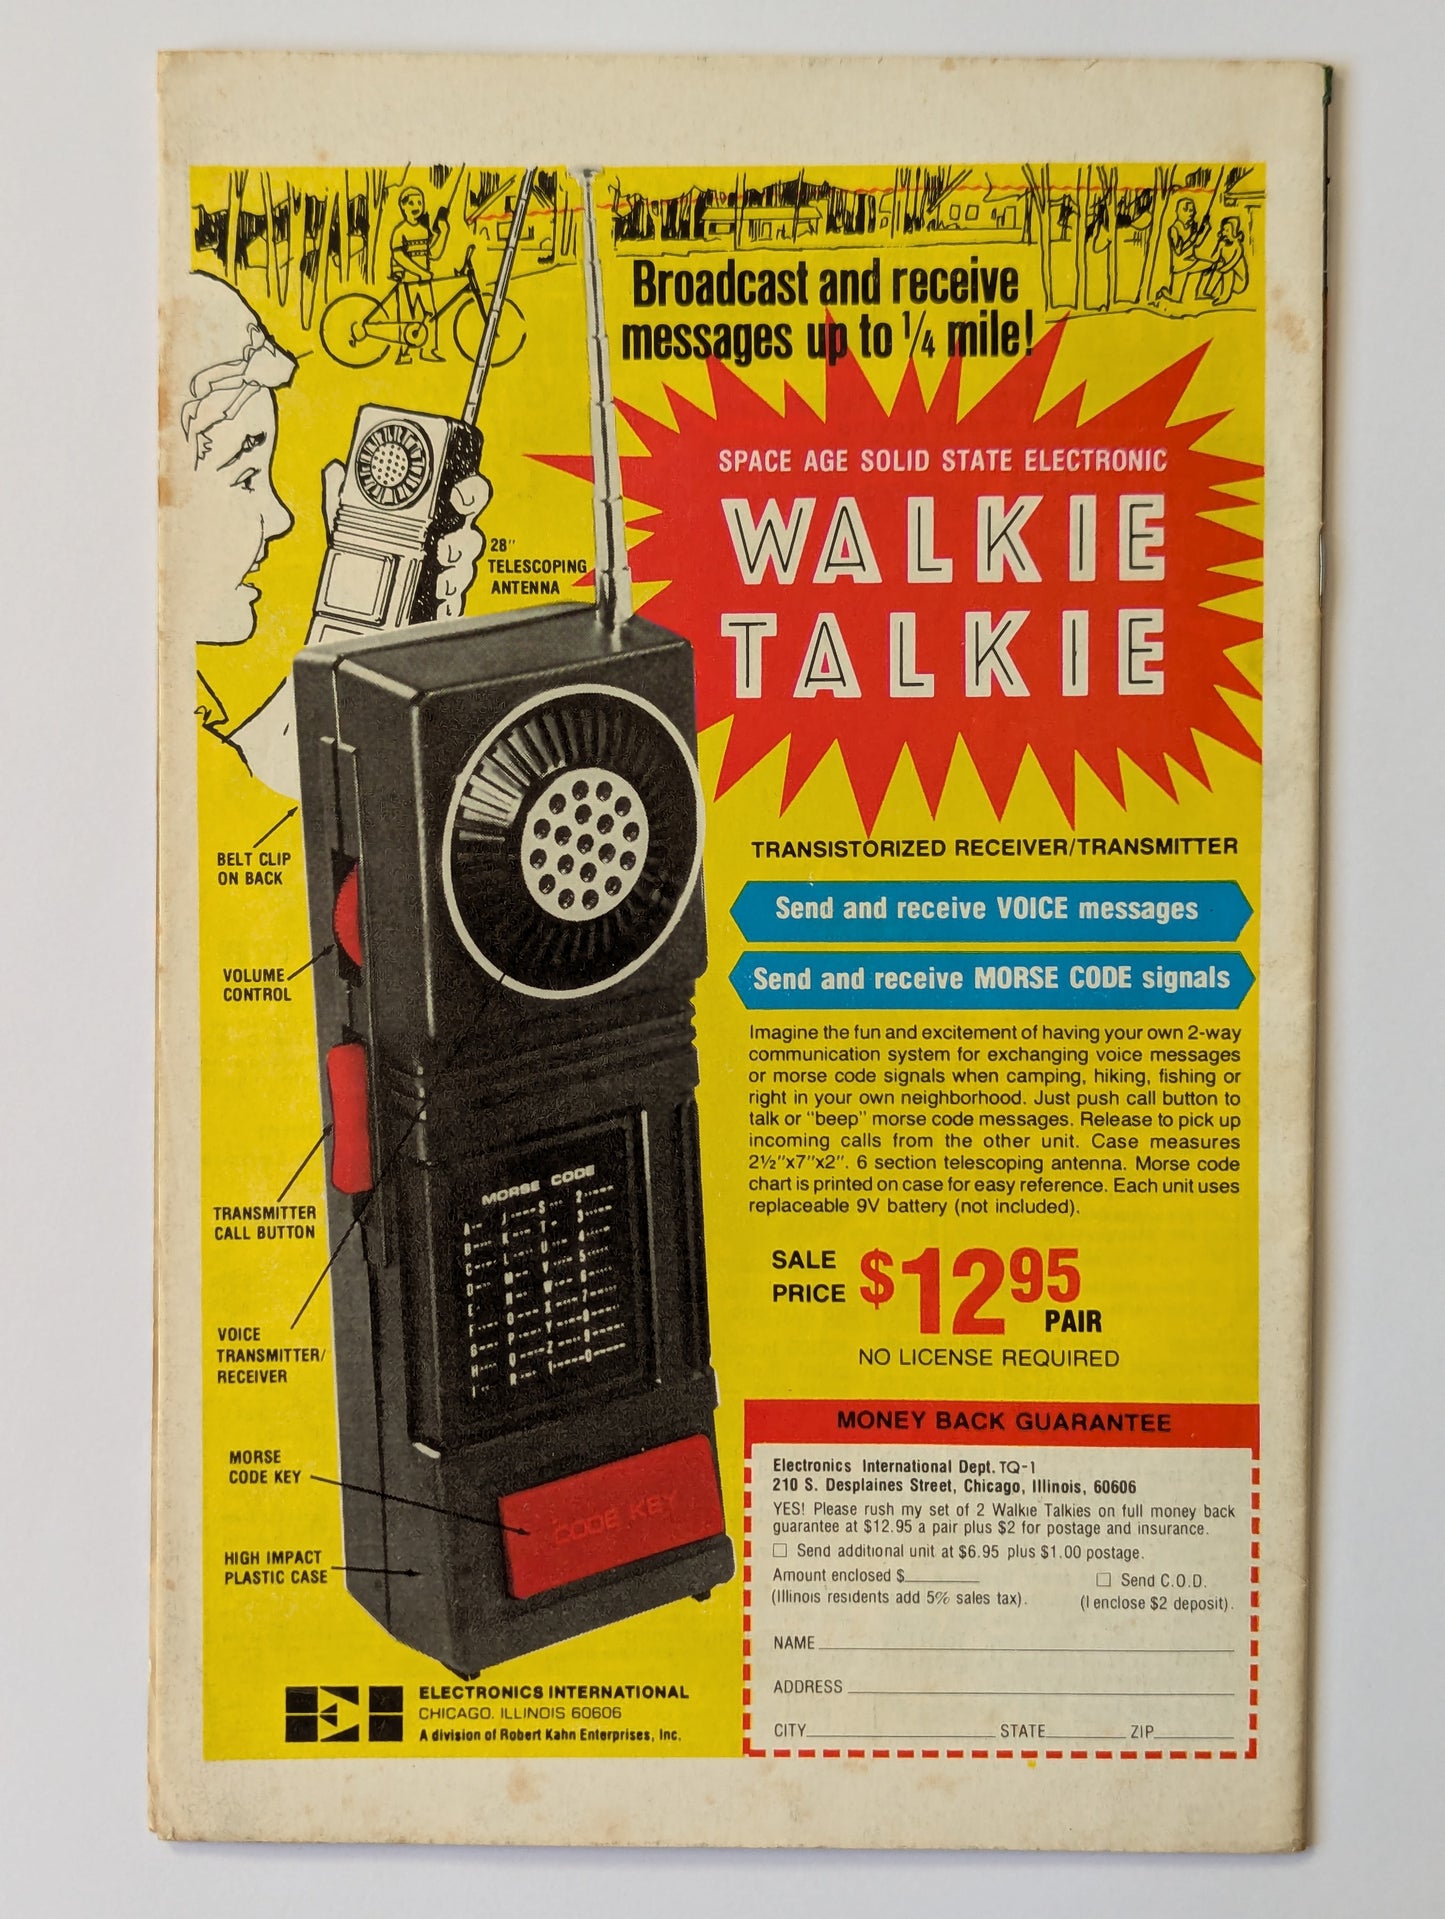 Broadcast and receive
messages up to 1/4 mile!
SPACE AGE SOLID STATE ELECTRONIC
WALKIE
TALKIE
28"
TELESCOPING
ANTENNA
BELT CLIP
ON BACK
VOLUME
CONTROL
TRANSMITTER
CALL BUTTON
VOICE
TRANSMITTER/
RECEIVER
MORSE
CODE KEY
HIGH IMPACT
PLASTIC CASE
MORSE CODE
CODE KEY
TRANSISTORIZED RECEIVER/TRANSMITTER
Send and receive VOICE messages
Send and receive MORSE CODE signals
Imagine the fun and excitement of having your own 2-way
communication system for exchanging voice messages
or morse code signals when camping, hiking, fishing or
right in your own neighborhood. Just push call button to
talk or "beep" morse code messages. Release to pick up
incoming calls from the other unit. Case measures
2½"x7"x2". 6 section telescoping antenna. Morse code
chart is printed on case for easy reference. Each unit uses
replaceable 9V battery (not included).
SALE
PRICE $12 95
PAIR
NO LICENSE REQUIRED
MONEY BACK GUARANTEE
Electronics International Dept. TQ-1
210 S. Desplaines Street, Chicago, Illinois, 60606
YES! Please rush my set of 2 Walkie Talkies on full money back
guarantee at $12.95 a pair plus $2 for postage and insurance.
☐ Send additional unit at $6.95 plus $1.00 postage.
Amount enclosed $________ ☐ Send C.O.D.
(Illinois residents add 5% sales tax). (I enclose $2 deposit).
NAME
ADDRESS
CITY STATE ZIP
ELECTRONICS INTERNATIONAL
CHICAGO, ILLINOIS 60606
A division of Robert Kahn Enterprises, Inc.